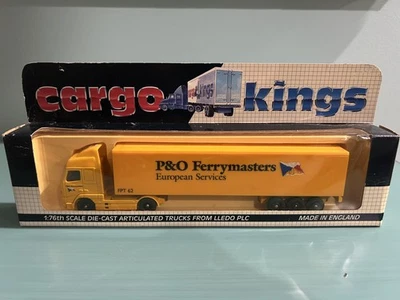 cargo kings
P&O Ferrymasters
European Services
1:76th SCALE DIE-CAST ARTICULATED TRUCKS FROM LLEDO PLC
MADE IN ENGLAND